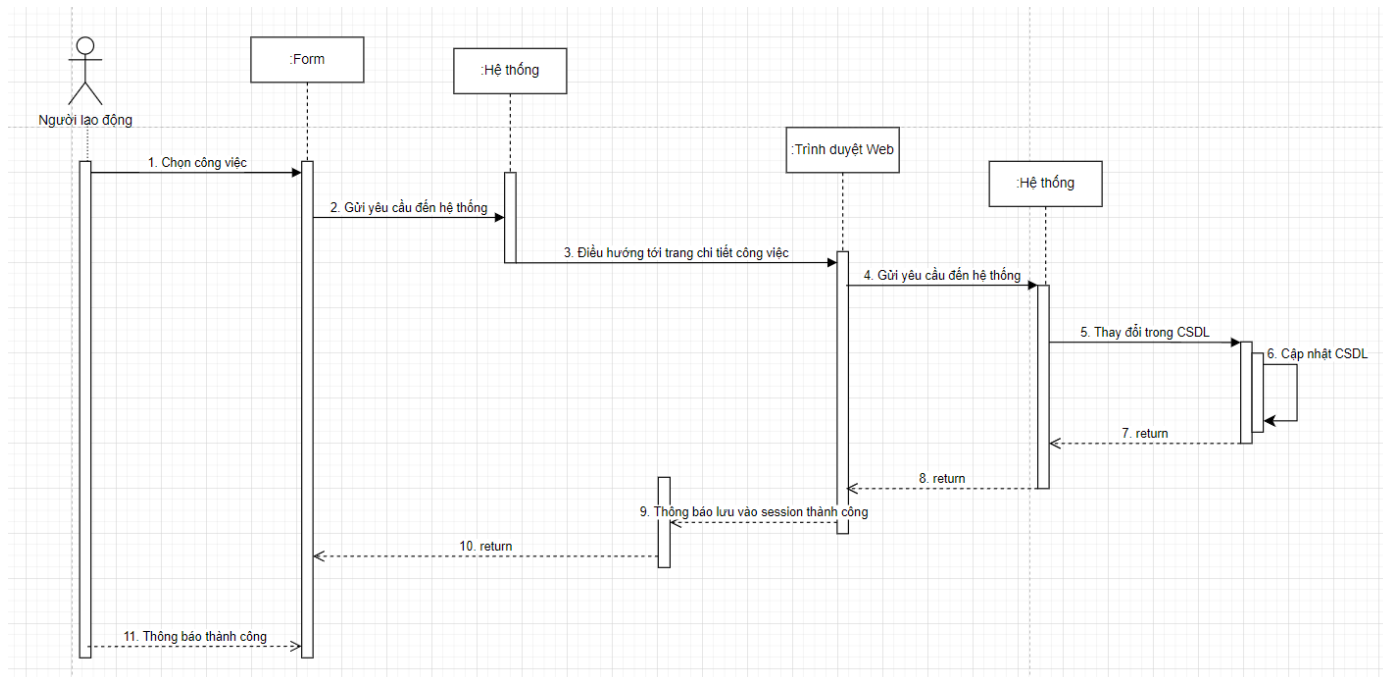 :Form
:Hệ thống
Người lao động
:Trình duyệt Web
1. Chọn công việc
:Hệ thống
2. Gửi yêu cầu đến hệ thống
3. Điều hướng tới trang chi tiết công việc
4. Gửi yêu cầu đến hệ thống
5. Thay đổi trong CSDL
6. Cập nhật CSDL
7. return
8. return
9. Thông báo lưu vào session thành công
10. return
11. Thông báo thành công